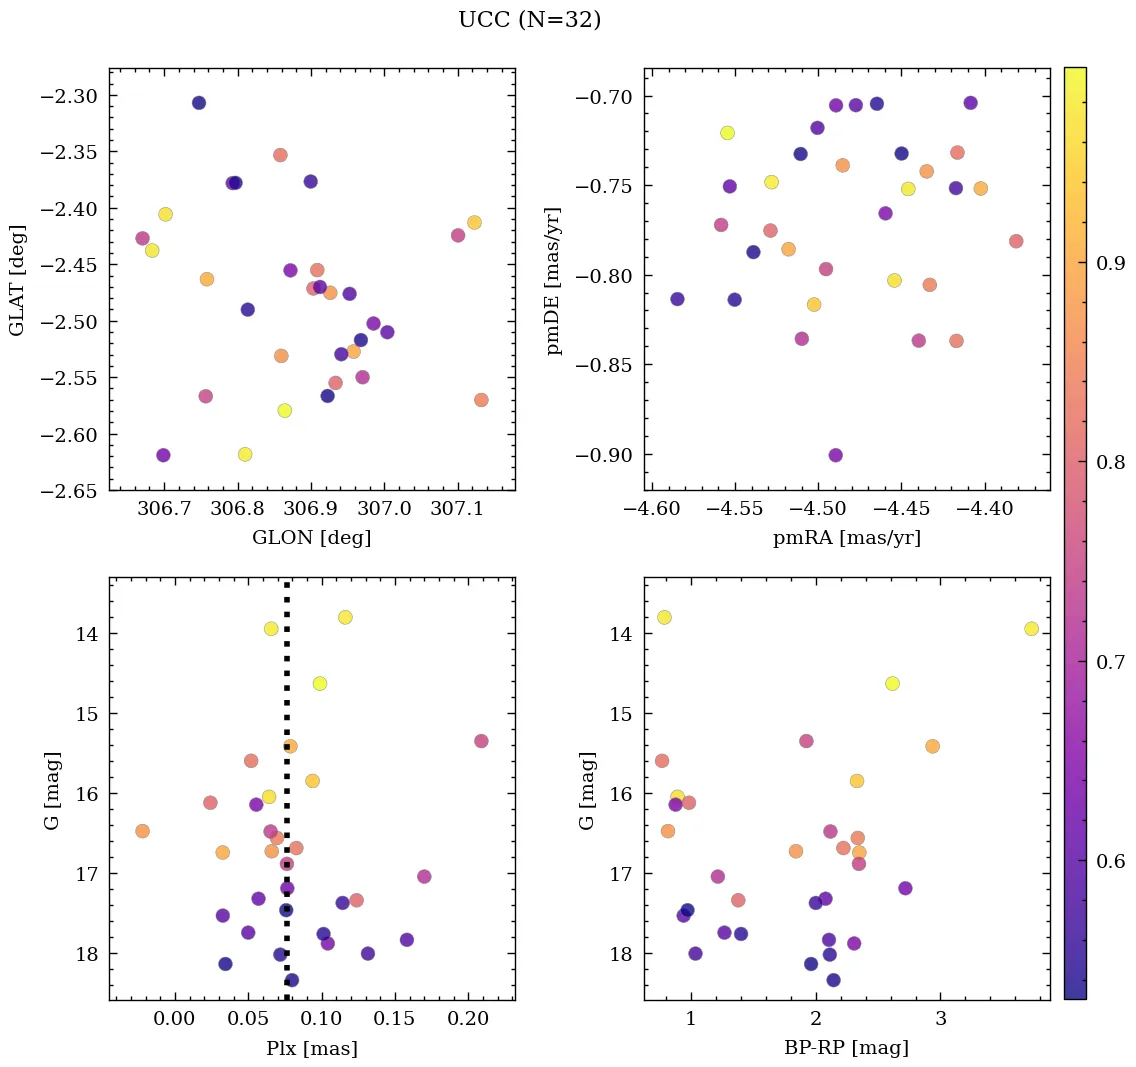 UCC (N=32)
−2.30
−2.35
−2.40
−2.45
−2.50
−2.55
−2.60
−2.65
GLAT [deg]
306.7 306.8 306.9 307.0 307.1
GLON [deg]
−0.70
−0.75
−0.80
−0.85
−0.90
pmDE [mas/yr]
−4.60 −4.55 −4.50 −4.45 −4.40
pmRA [mas/yr]
14
15
16
17
18
G [mag]
0.00 0.05 0.10 0.15 0.20
Plx [mas]
14
15
16
17
18
G [mag]
1 2 3
BP-RP [mag]
0.9
0.8
0.7
0.6